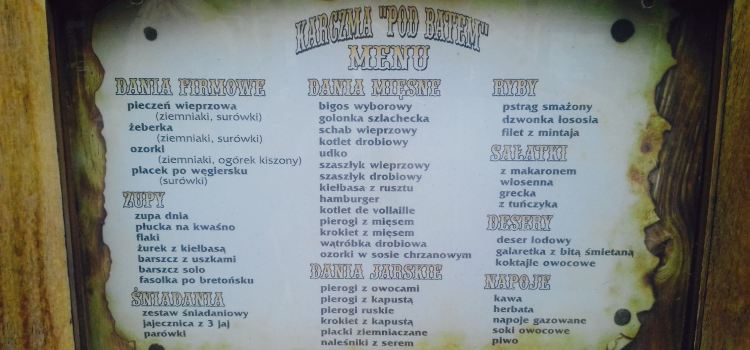 KARCZMA "POD BATEM"
MENU
DANIA FIRMOWE
pieczeń wieprzowa
(ziemniaki, surówki)
żeberka
(ziemniaki, surówki)
ozorki
(ziemniaki, ogórek kiszony)
placek po węgiersku
(surówki)
ZUPY
zupa dnia
płucka na kwaśno
flaki
żurek z kiełbasą
barszcz z uszkami
barszcz solo
fasolka po bretońsku
ŚNIADANIA
zestaw śniadaniowy
jajecznica z 3 jaj
parówki
DANIA MIĘSNE
bigos wyborowy
golonka szlachecka
schab wieprzowy
kotlet drobiowy
udko
szaszłyk wieprzowy
szaszłyk drobiowy
kiełbasa z rusztu
hamburger
kotlet de vollaille
pierogi z mięsem
krokiet z mięsem
wątróbka drobiowa
ozorki w sosie chrzanowym
DANIA JARSKIE
pierogi z owocami
pierogi z kapustą
pierogi ruskie
krokiet z kapustą
placki ziemniaczane
naleśniki z serem
RYBY
pstrąg smażony
dzwonka łososia
filet z mintaja
SAŁATKI
z makaronem
wiosenna
grecka
z tuńczyka
DESERY
deser lodowy
galaretka z bitą śmietaną
koktajle owocowe
NAPOJE
kawa
herbata
napoje gazowane
soki owocowe
piwo